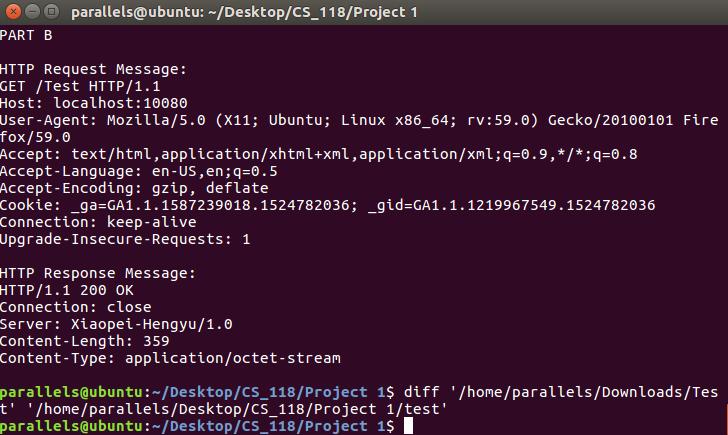 parallels@ubuntu: ~/Desktop/CS_118/Project 1
PART B
HTTP Request Message:
GET /Test HTTP/1.1
Host: localhost:10080
User-Agent: Mozilla/5.0 (X11; Ubuntu; Linux x86_64; rv:59.0) Gecko/20100101 Fire
fox/59.0
Accept: text/html,application/xhtml+xml,application/xml;q=0.9,*/*;q=0.8
Accept-Language: en-US,en;q=0.5
Accept-Encoding: gzip, deflate
Cookie: _ga=GA1.1.1587239018.1524782036; _gid=GA1.1.1219967549.1524782036
Connection: keep-alive
Upgrade-Insecure-Requests: 1
HTTP Response Message:
HTTP/1.1 200 OK
Connection: close
Server: Xiaopei-Hengyu/1.0
Content-Length: 359
Content-Type: application/octet-stream
parallels@ubuntu:~/Desktop/CS_118/Project 1$ diff '/home/parallels/Downloads/Tes
t' '/home/parallels/Desktop/CS_118/Project 1/test'
parallels@ubuntu:~/Desktop/CS_118/Project 1$